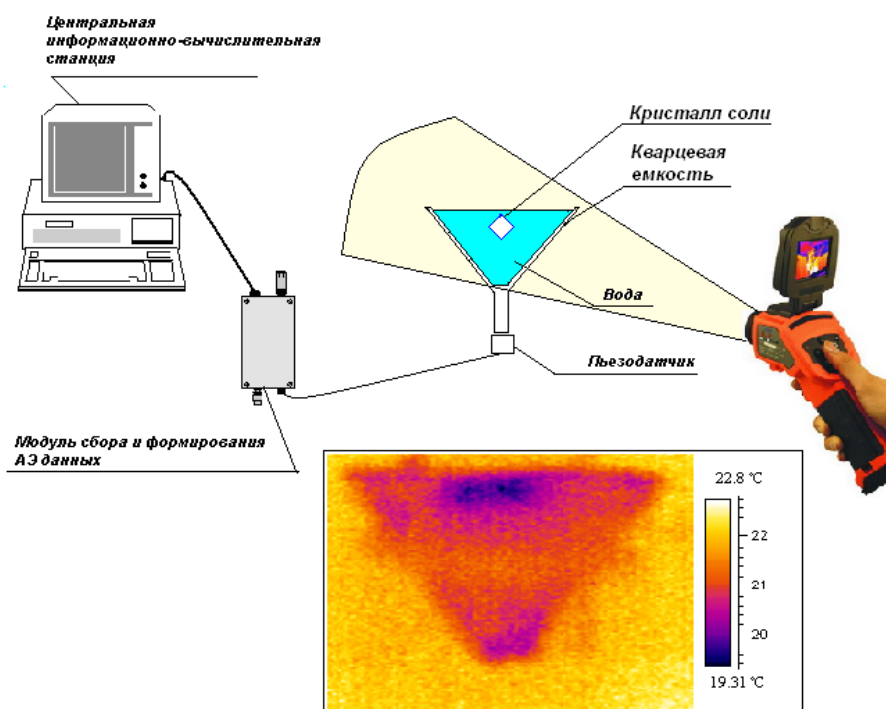 Центральная
информационно-вычислительная
станция
Кристалл соли
Кварцевая
емкость
Вода
Пьезодатчик
Модуль сбора и формирования
АЭ данных
22.8 °C
22
21
20
19.31 °C